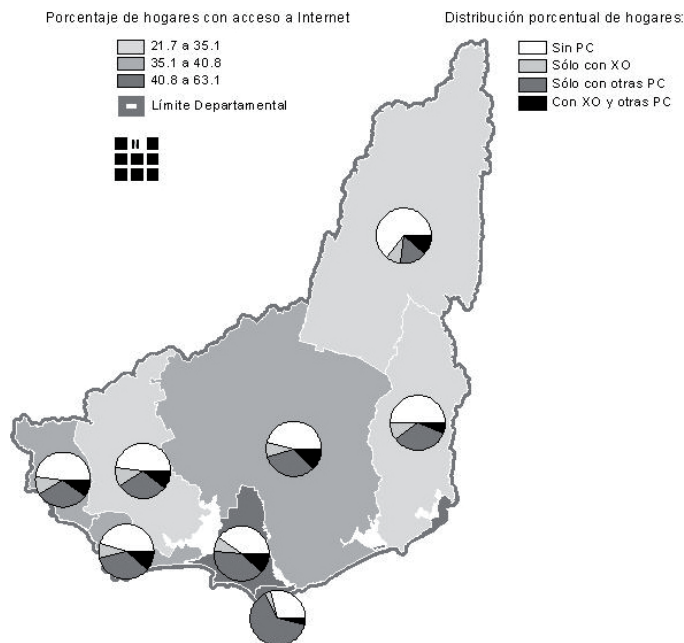 Porcentaje de hogares con acceso a Internet
21.7 a 35.1
35.1 a 40.8
40.8 a 63.1
Límite Departamental
N
Distribución porcentual de hogares:
Sin PC
Sólo con XO
Sólo con otras PC
Con XO y otras PC